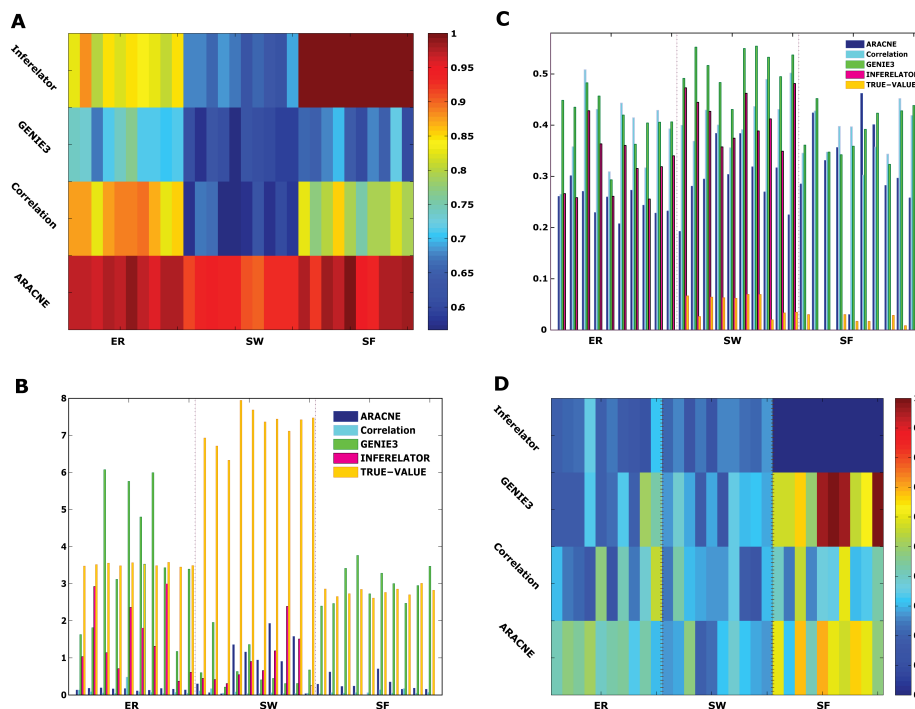 A
Inferelator
GENIE3
Correlation
ARACNE
ER
SW
SF
1
0.95
0.9
0.85
0.8
0.75
0.7
0.65
0.6
C
0.5
0.4
0.3
0.2
0.1
0
ARACNE
Correlation
GENIE3
INFERELATOR
TRUE-VALUE
ER
SW
SF
B
8
7
6
5
4
3
2
1
0
ARACNE
Correlation
GENIE3
INFERELATOR
TRUE-VALUE
ER
SW
SF
D
Inferelator
GENIE3
Correlation
ARACNE
ER
SW
SF